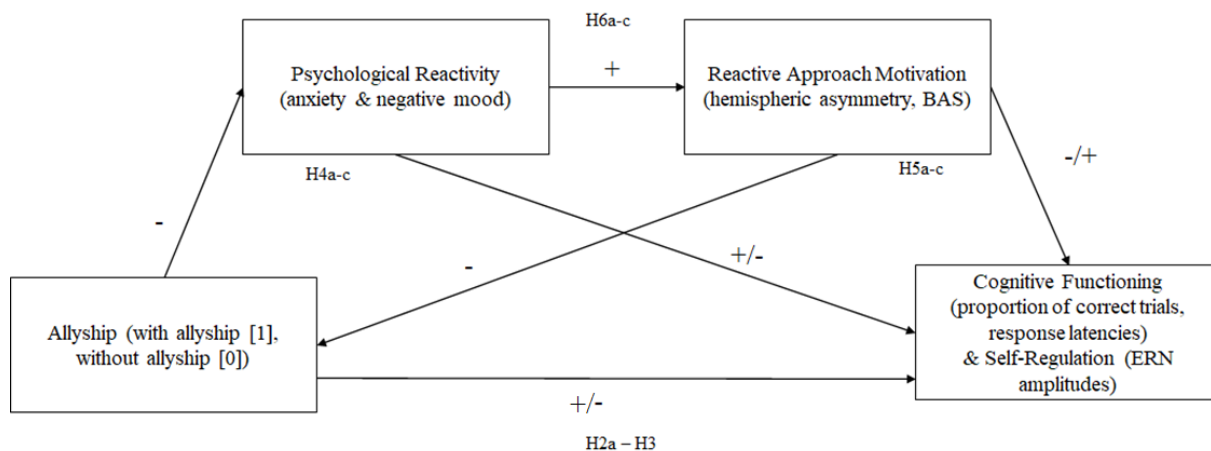 H6a-c
Psychological Reactivity
(anxiety & negative mood)
+
Reactive Approach Motivation
(hemispheric asymmetry, BAS)
H4a-c
H5a-c
-/+
-
-
+/-
Allyship (with allyship [1],
without allyship [0])
Cognitive Functioning
(proportion of correct trials,
response latencies)
& Self-Regulation (ERN
amplitudes)
+/-
H2a – H3